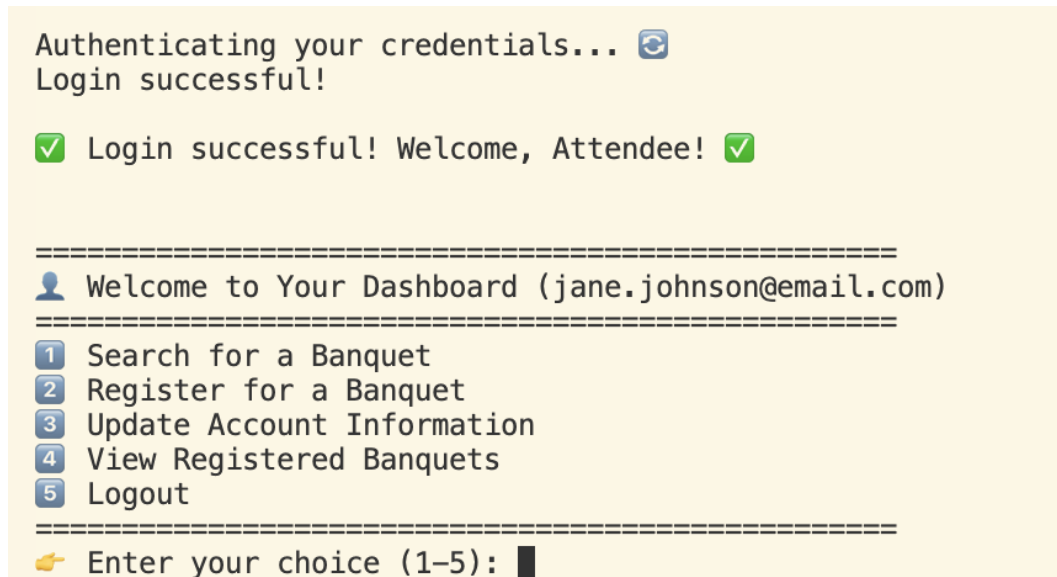 Authenticating your credentials... 🔄
Login successful!
✅ Login successful! Welcome, Attendee! ✅
==================================================
👤 Welcome to Your Dashboard (jane.johnson@email.com)
==================================================
1️⃣ Search for a Banquet
2️⃣ Register for a Banquet
3️⃣ Update Account Information
4️⃣ View Registered Banquets
5️⃣ Logout
==================================================
👉 Enter your choice (1–5):